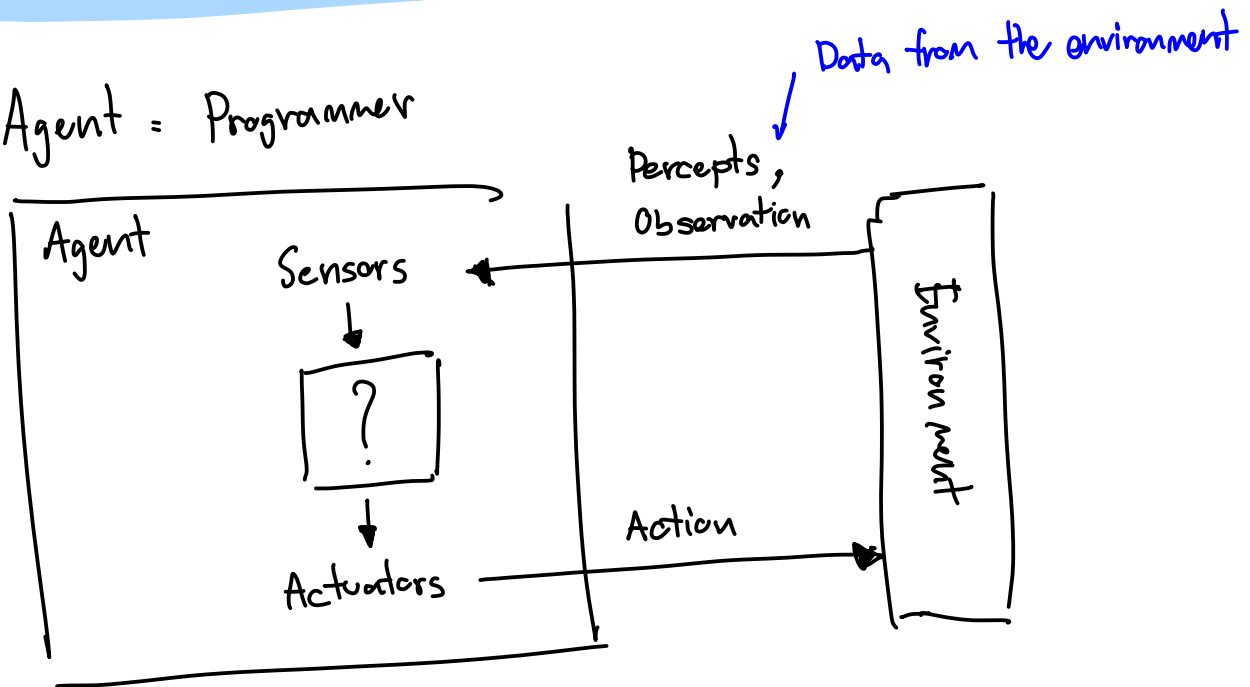 Data from the environment
Agent = Programmer
Percepts,
Observation
Agent
Sensors
Environment
?
Action
Actuators